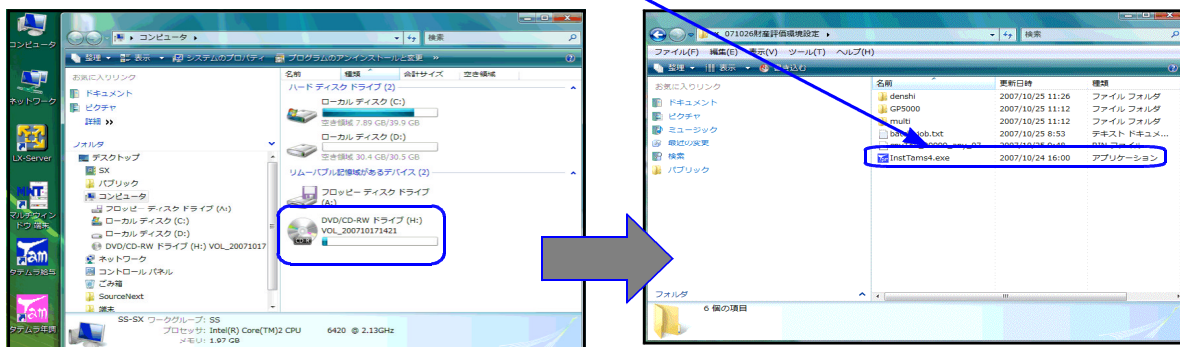 コンピュータ
ネットワーク
LX-Server
マルチウィン
ドウ端末
タテムラ給与
タテムラ年調
コンピュータ
検索
整理 表示 システムのプロパティ プログラムのアンインストールと変更 »
お気に入りリンク
ドキュメント
ピクチャ
詳細 »
フォルダ
デスクトップ
SX
パブリック
コンピュータ
フロッピー ディスク ドライブ (A:)
ローカル ディスク (C:)
ローカル ディスク (D:)
DVD/CD-RW ドライブ (H:) VOL_20071017
ネットワーク
コントロール パネル
ごみ箱
SourceNext
端末
名前 種類 合計サイズ 空き領域
ハード ディスク ドライブ (2)
ローカル ディスク (C:)
空き領域 7.89 GB/39.9 GB
ローカル ディスク (D:)
空き領域 30.4 GB/30.5 GB
リムーバブル記憶域があるデバイス (2)
フロッピー ディスク ドライブ
(A:)
DVD/CD-RW ドライブ (H:)
VOL_200710171421
SS-SX ワークグループ: SS
プロセッサ: Intel(R) Core(TM)2 CPU 6420 @ 2.13GHz
メモリ: 1.97 GB
071026財産評価環境設定
検索
ファイル(F) 編集(E) 表示(V) ツール(T) ヘルプ(H)
整理 表示 書き込む
お気に入りリンク
ドキュメント
ピクチャ
ミュージック
最近の変更
検索
パブリック
フォルダ
名前 更新日時 種類
denshi 2007/10/25 11:26 ファイル フォルダ
GP5000 2007/10/25 11:12 ファイル フォルダ
multi 2007/10/25 11:12 ファイル フォルダ
job.txt 2007/10/25 8:53 テキスト ドキュメ...
InstTams4.exe 2007/10/24 16:00 アプリケーション
6 個の項目